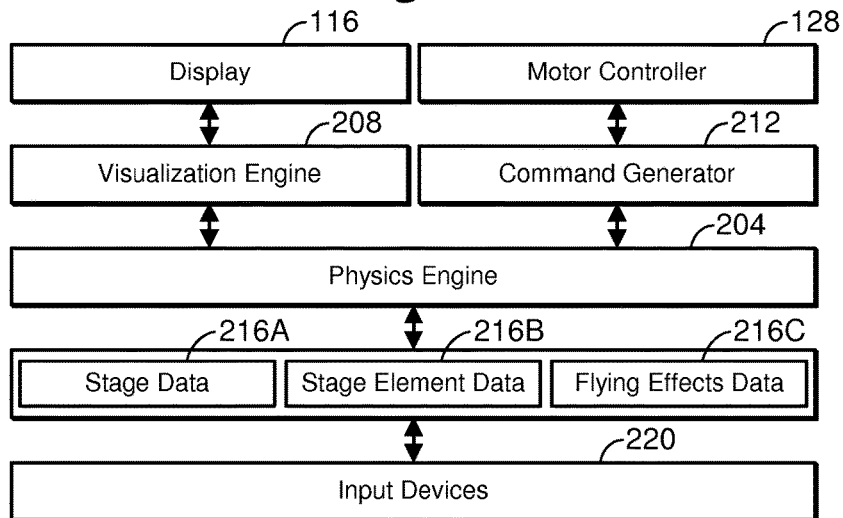 116
128
Display
Motor Controller
208
212
Visualization Engine
Command Generator
204
Physics Engine
216A
216B
216C
Stage Data
Stage Element Data
Flying Effects Data
220
Input Devices